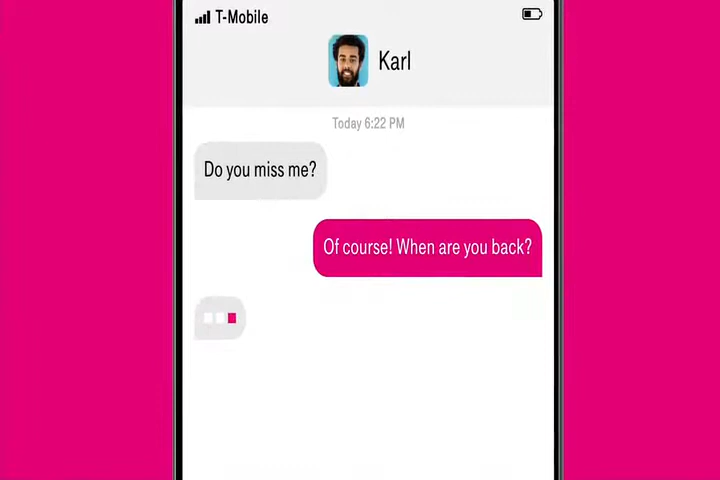 T-Mobile
Karl
Today 6:22 PM
Do you miss me?
Of course! When are you back?